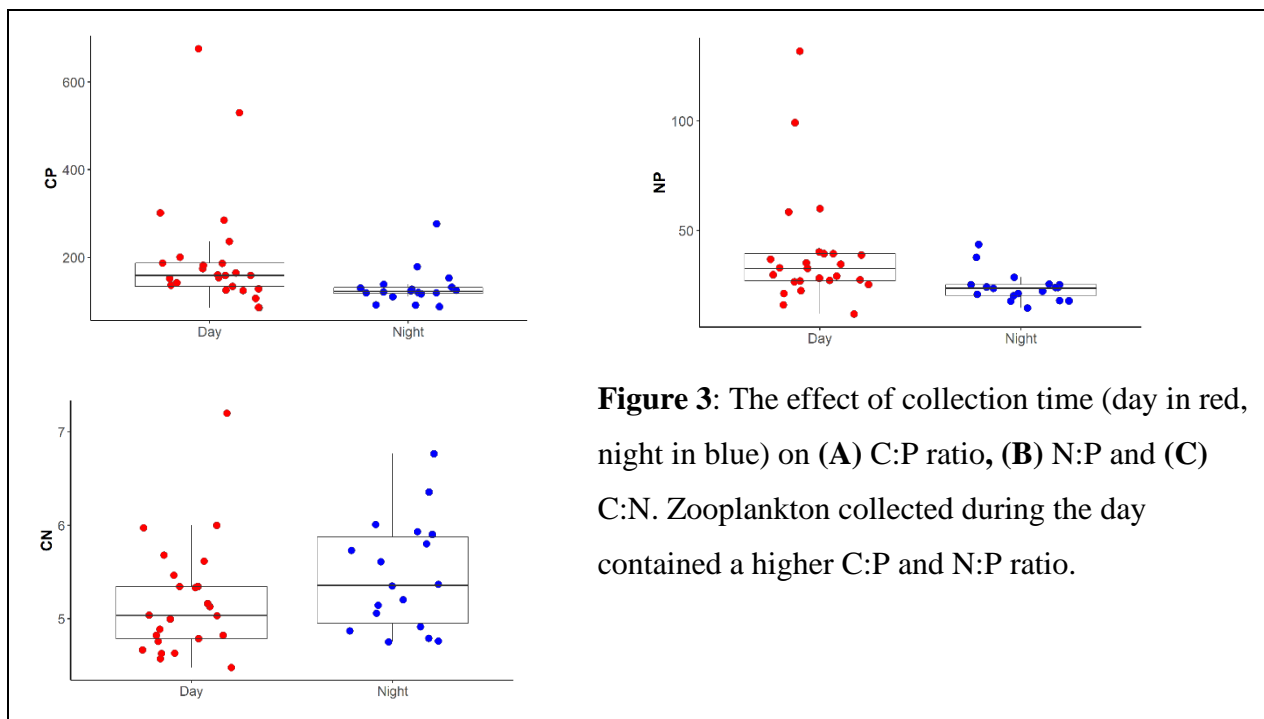 600
400
200
CP
Day
Night
100
50
NP
Day
Night
7
6
5
CN
Day
Night
Figure 3: The effect of collection time (day in red,
night in blue) on (A) C:P ratio, (B) N:P and (C)
C:N. Zooplankton collected during the day
contained a higher C:P and N:P ratio.